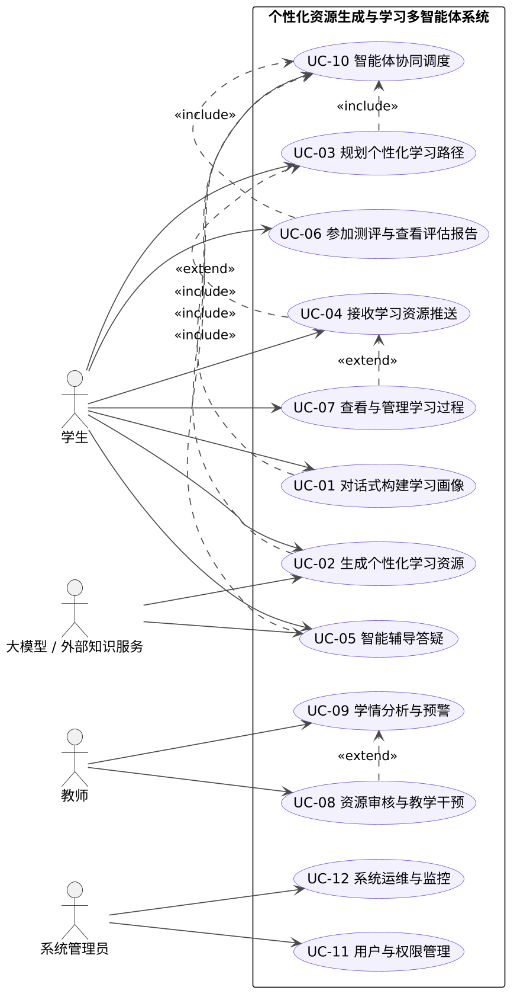 个性化资源生成与学习多智能体系统
UC-10 智能体协同调度
«include»
«include»
UC-03 规划个性化学习路径
UC-06 参加测评与查看评估报告
«extend»
«include»
«include»
«include»
UC-04 接收学习资源推送
«extend»
UC-07 查看与管理学习过程
学生
UC-01 对话式构建学习画像
UC-02 生成个性化学习资源
大模型 / 外部知识服务
UC-05 智能辅导答疑
UC-09 学情分析与预警
«extend»
教师
UC-08 资源审核与教学干预
UC-12 系统运维与监控
系统管理员
UC-11 用户与权限管理